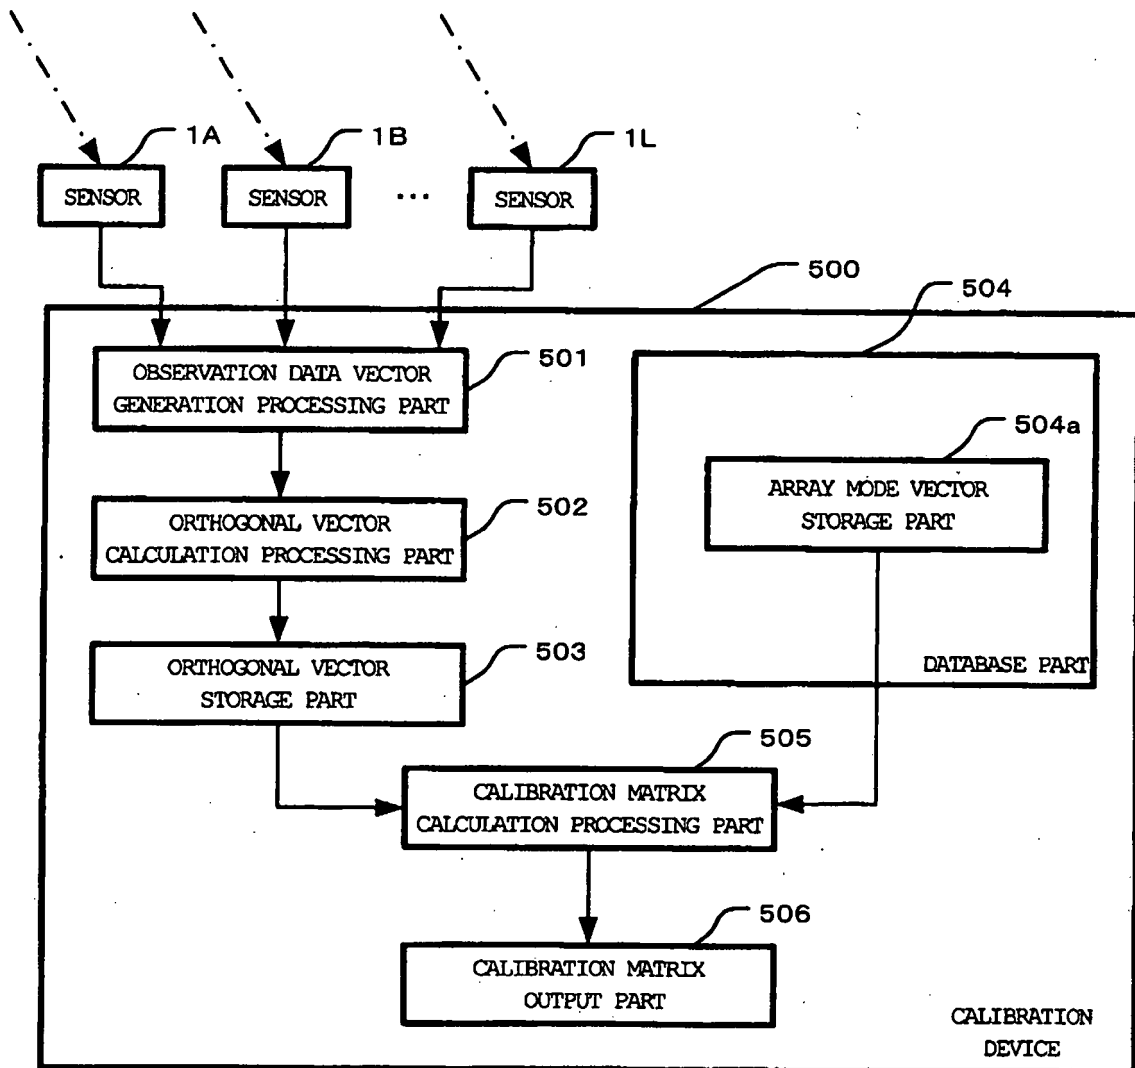 1A
1B
1L
SENSOR
SENSOR
...
SENSOR
500
504
501
OBSERVATION DATA VECTOR
GENERATION PROCESSING PART
504a
ARRAY MODE VECTOR
STORAGE PART
502
ORTHOGONAL VECTOR
CALCULATION PROCESSING PART
503
ORTHOGONAL VECTOR
STORAGE PART
DATABASE PART
505
CALIBRATION MATRIX
CALCULATION PROCESSING PART
506
CALIBRATION MATRIX
OUTPUT PART
CALIBRATION
DEVICE